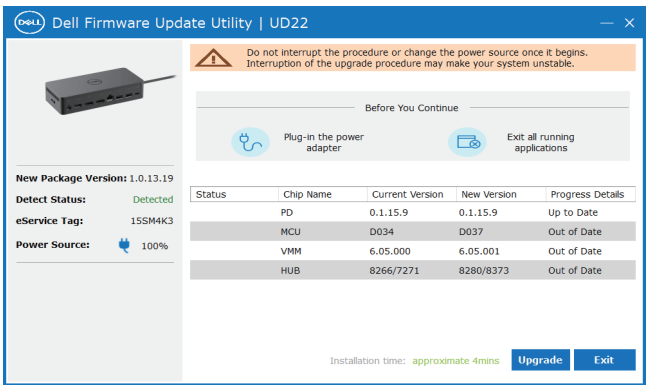 DELL Dell Firmware Update Utility | UD22
Do not interrupt the procedure or change the power source once it begins.
Interruption of the upgrade procedure may make your system unstable.
Before You Continue
Plug-in the power
adapter
Exit all running
applications
New Package Version: 1.0.13.19
Detect Status: Detected
eService Tag: 15SM4K3
Power Source: 100%
Status Chip Name Current Version New Version Progress Details
PD 0.1.15.9 0.1.15.9 Up to Date
MCU D034 D037 Out of Date
VMM 6.05.000 6.05.001 Out of Date
HUB 8266/7271 8280/8373 Out of Date
Installation time: approximate 4mins Upgrade Exit